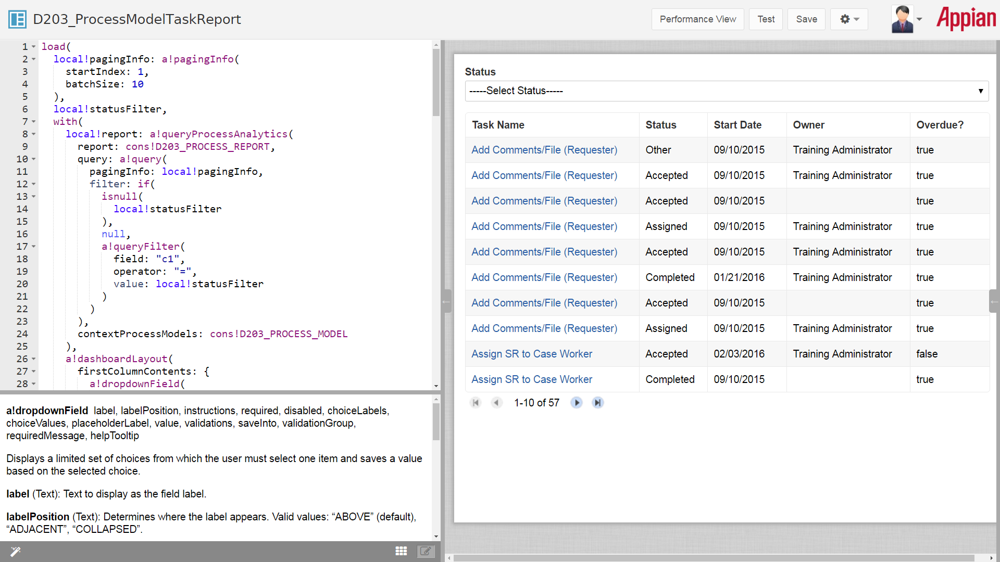 D203_ProcessModelTaskReport
Performance View
Test
Save
Appian
1 load(
2 local!pagingInfo: a!pagingInfo(
3 startIndex: 1,
4 batchSize: 10
5 ),
6 local!statusFilter,
7 with(
8 local!report: a!queryProcessAnalytics(
9 report: cons!D203_PROCESS_REPORT,
10 query: a!query(
11 pagingInfo: local!pagingInfo,
12 filter: if(
13 isnull(
14 local!statusFilter
15 ),
16 null,
17 a!queryFilter(
18 field: "c1",
19 operator: "=",
20 value: local!statusFilter
21 )
22 )
23 ),
24 contextProcessModels: cons!D203_PROCESS_MODEL
25 ),
26 a!dashboardLayout(
27 firstColumnContents: {
28 a!dropdownField(
a!dropdownField label, labelPosition, instructions, required, disabled, choiceLabels,
choiceValues, placeholderLabel, value, validations, saveInto, validationGroup,
requiredMessage, helpTooltip
Displays a limited set of choices from which the user must select one item and saves a value
based on the selected choice.
label (Text): Text to display as the field label.
labelPosition (Text): Determines where the label appears. Valid values: “ABOVE” (default),
“ADJACENT”, “COLLAPSED”.
Status
-----Select Status-----
Task Name Status Start Date Owner Overdue?
Add Comments/File (Requester) Other 09/10/2015 Training Administrator true
Add Comments/File (Requester) Accepted 09/10/2015 Training Administrator true
Add Comments/File (Requester) Accepted 09/10/2015 true
Add Comments/File (Requester) Assigned 09/10/2015 Training Administrator true
Add Comments/File (Requester) Accepted 09/10/2015 Training Administrator true
Add Comments/File (Requester) Completed 01/21/2016 Training Administrator true
Add Comments/File (Requester) Accepted 09/10/2015 true
Add Comments/File (Requester) Assigned 09/10/2015 Training Administrator true
Assign SR to Case Worker Accepted 02/03/2016 Training Administrator false
Assign SR to Case Worker Completed 09/10/2015 true
1-10 of 57